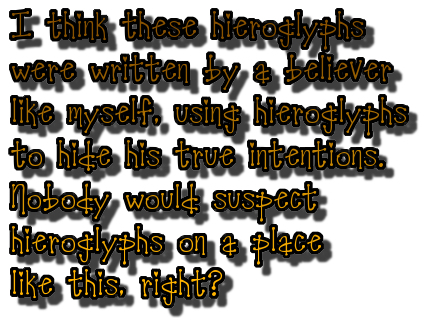 I think these hieroglyphs
were written by a believer
like myself, using hieroglyphs
to hide his true intentions.
Nobody would suspect
hieroglyphs on a place
like this, right?